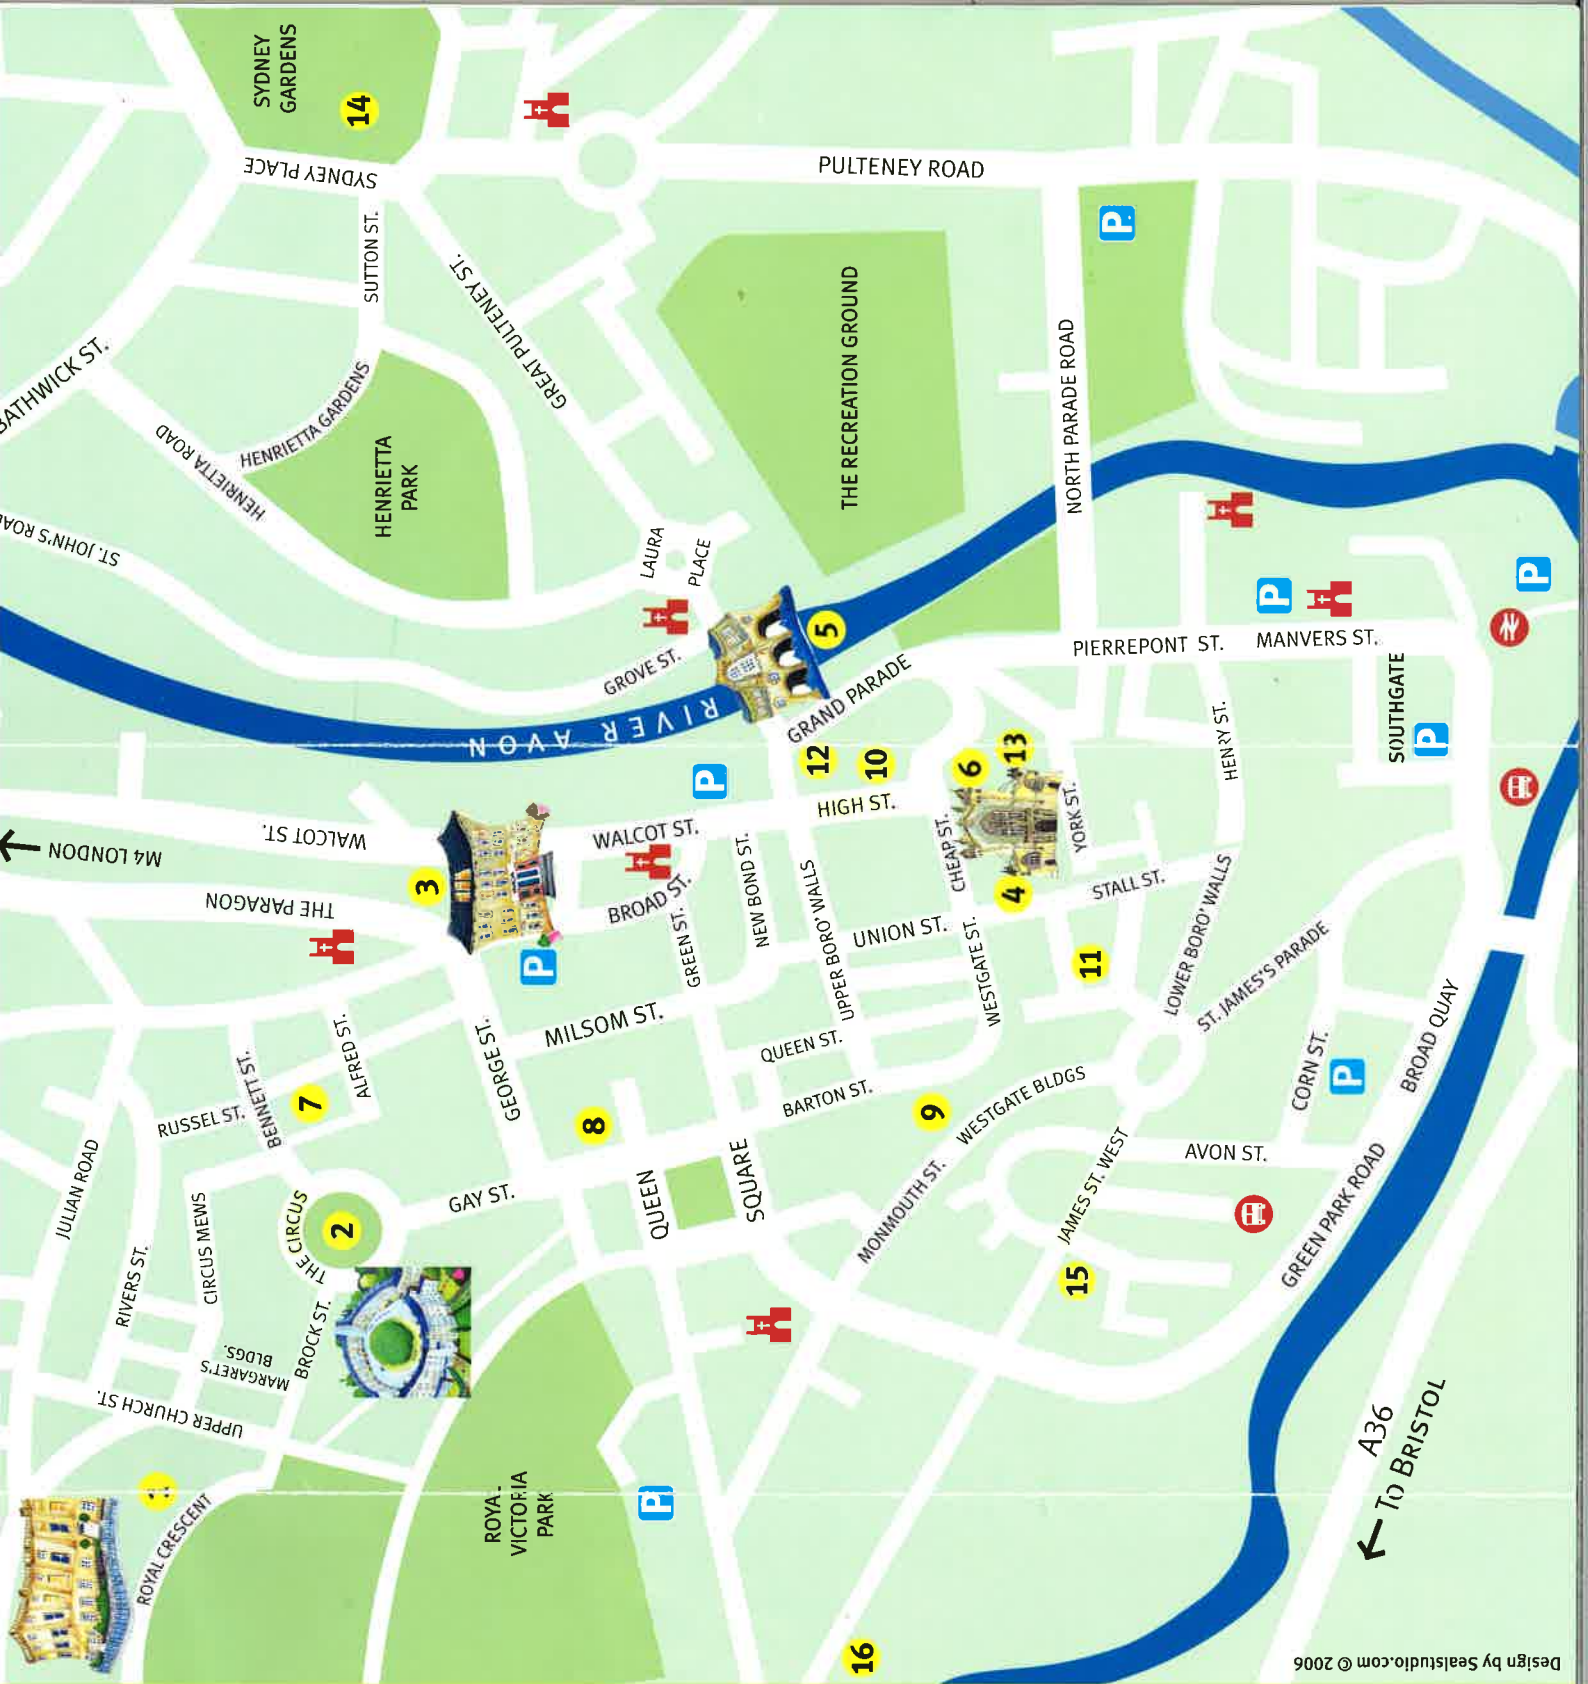 SYDNEY
GARDENS
14
SYDNEY PLACE
SUTTON ST.
PULTENEY ROAD
P
BATHWICK ST.
GREAT PULTENEY ST.
THE RECREATION GROUND
NORTH PARADE ROAD
HENRIETTA ROAD
HENRIETTA GARDENS
HENRIETTA
PARK
ST. JOHN'S ROAD
LAURA
PLACE
P
P
5
GROVE ST.
RIVER AVON
GRAND PARADE
PIERREPONT ST.
MANVERS ST.
SOUTHGATE
P
HENRY ST.
12
10
6
13
P
HIGH ST.
WALCOT ST.
WALCOT ST.
M4 LONDON
THE PARAGON
3
BROAD ST.
GREEN ST.
NEW BOND ST.
UPPER BORO' WALLS
UNION ST.
CHEAP ST.
4
YORK ST.
STALL ST.
LOWER BORO' WALLS
WESTGATE ST.
11
ST. JAMES'S PARADE
P
MILSOM ST.
GEORGE ST.
ALFRED ST.
BENNETT ST.
7
RUSSEL ST.
QUEEN ST.
BARTON ST.
8
9
WESTGATE BLDGS
CORN ST.
P
BROAD QUAY
JULIAN ROAD
RIVERS ST.
CIRCUS MEWS
THE CIRCUS
2
GAY ST.
QUEEN
SQUARE
MONMOUTH ST.
JAMES ST. WEST
AVON ST.
GREEN PARK ROAD
15
BROCK ST.
MARGARET'S
BLDGS.
UPPER CHURCH ST.
1
ROYAL CRESCENT
VICTORIA
PARK
P
16
A36
TO BRISTOL
Design by Sealstudio.com © 2006